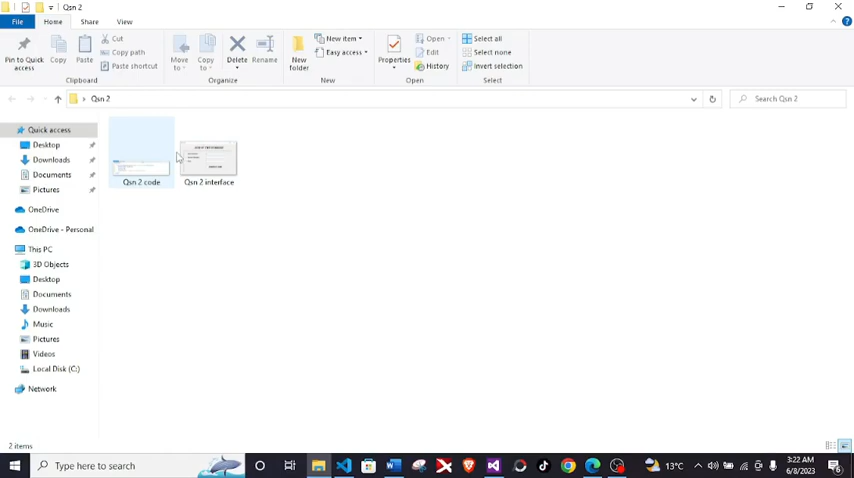 Qsn 2
File
Home
Share
View
Pin to Quick access
Copy
Paste
Cut
Copy path
Paste shortcut
Clipboard
Move to
Copy to
Delete
Rename
Organize
New folder
New item
Easy access
New
Properties
Open
Edit
History
Open
Select all
Select none
Invert selection
Select
Qsn 2
Search Qsn 2
Quick access
Desktop
Downloads
Documents
Pictures
OneDrive
OneDrive - Personal
This PC
3D Objects
Desktop
Documents
Downloads
Music
Pictures
Videos
Local Disk (C:)
Network
Qsn 2 code
Qsn 2 interface
2 items
Type here to search
13°C
3:22 AM
6/8/2023
6